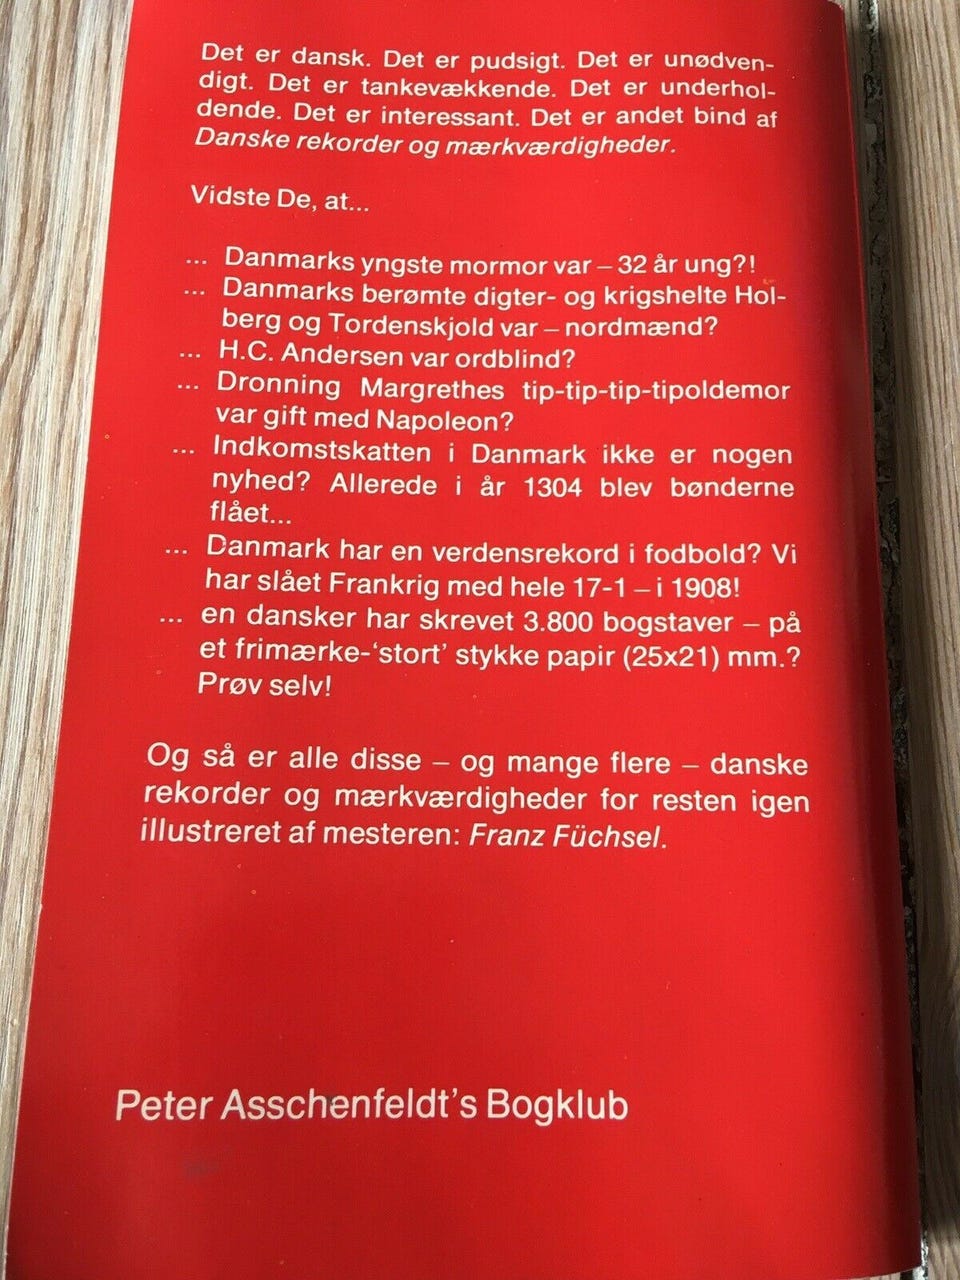 Det er dansk. Det er pudsigt. Det er unødven-
digt. Det er tankevækkende. Det er underhol-
dende. Det er interessant. Det er andet bind af
Danske rekorder og mærkværdigheder.
Vidste De, at...
... Danmarks yngste mormor var – 32 år ung?!
... Danmarks berømte digter- og krigshelte Hol-
berg og Tordenskjold var – nordmænd?
... H.C. Andersen var ordblind?
... Dronning Margrethes tip-tip-tip-tipoldemor
var gift med Napoleon?
... Indkomstskatten i Danmark ikke er nogen
nyhed? Allerede i år 1304 blev bønderne
flået...
... Danmark har en verdensrekord i fodbold? Vi
har slået Frankrig med hele 17-1 – i 1908!
... en dansker har skrevet 3.800 bogstaver – på
et frimærke-‘stort’ stykke papir (25x21) mm.?
Prøv selv!
Og så er alle disse – og mange flere – danske
rekorder og mærkværdigheder for resten igen
illustreret af mesteren: Franz Füchsel.
Peter Asschenfeldt’s Bogklub